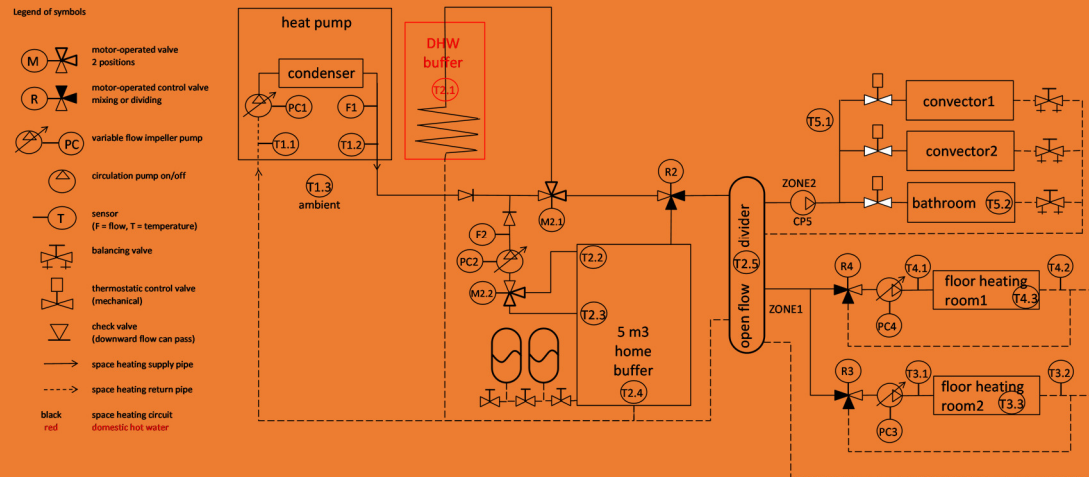 Legend of symbols
M
motor-operated valve
2 positions
R
motor-operated control valve
mixing or dividing
PC
variable flow impeller pump
circulation pump on/off
T
sensor
(F = flow, T = temperature)
balancing valve
thermostatic control valve
(mechanical)
check valve
(downward flow can pass)
space heating supply pipe
space heating return pipe
black
space heating circuit
red
domestic hot water
heat pump
condenser
PC1
F1
T1.1
T1.2
T1.3
ambient
DHW
buffer
T2.1
M2.1
F2
PC2
M2.2
R2
T2.2
T2.3
5 m3
home
buffer
T2.4
open flow divider
T2.5
ZONE2
CP5
ZONE1
T5.1
convector1
convector2
bathroom
T5.2
R4
PC4
T4.1
floor heating
room1
T4.3
T4.2
R3
PC3
T3.1
floor heating
room2
T3.3
T3.2